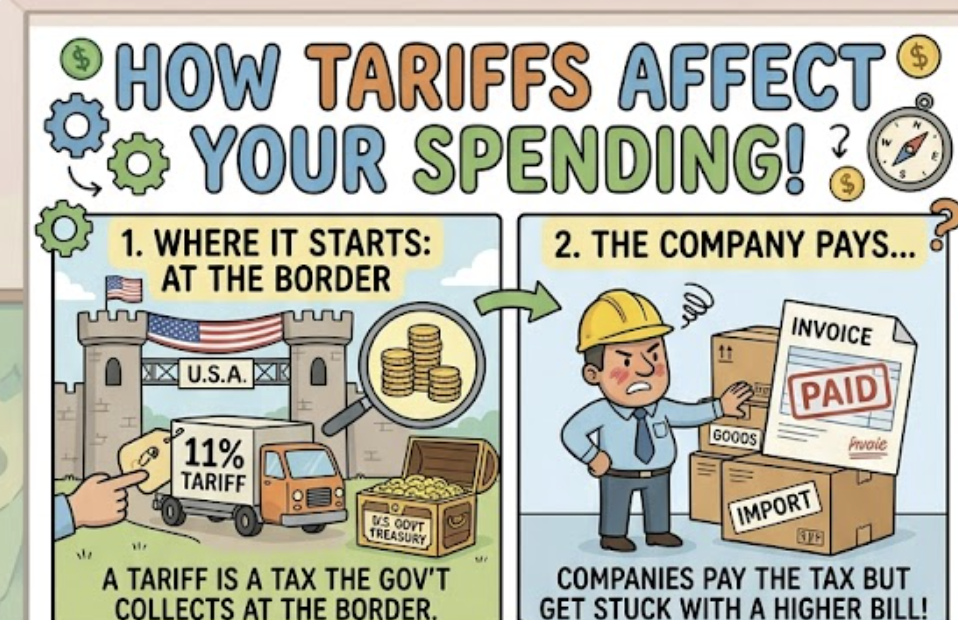 HOW TARIFFS AFFECT
YOUR SPENDING!
$
$
$
N
W
E
S
?
1. WHERE IT STARTS:
AT THE BORDER
U.S.A.
11%
TARIFF
U.S GOVT
TREASURY
A TARIFF IS A TAX THE GOV'T
COLLECTS AT THE BORDER.
2. THE COMPANY PAYS...
INVOICE
PAID
GOODS
IMPORT
COMPANIES PAY THE TAX BUT
GET STUCK WITH A HIGHER BILL!